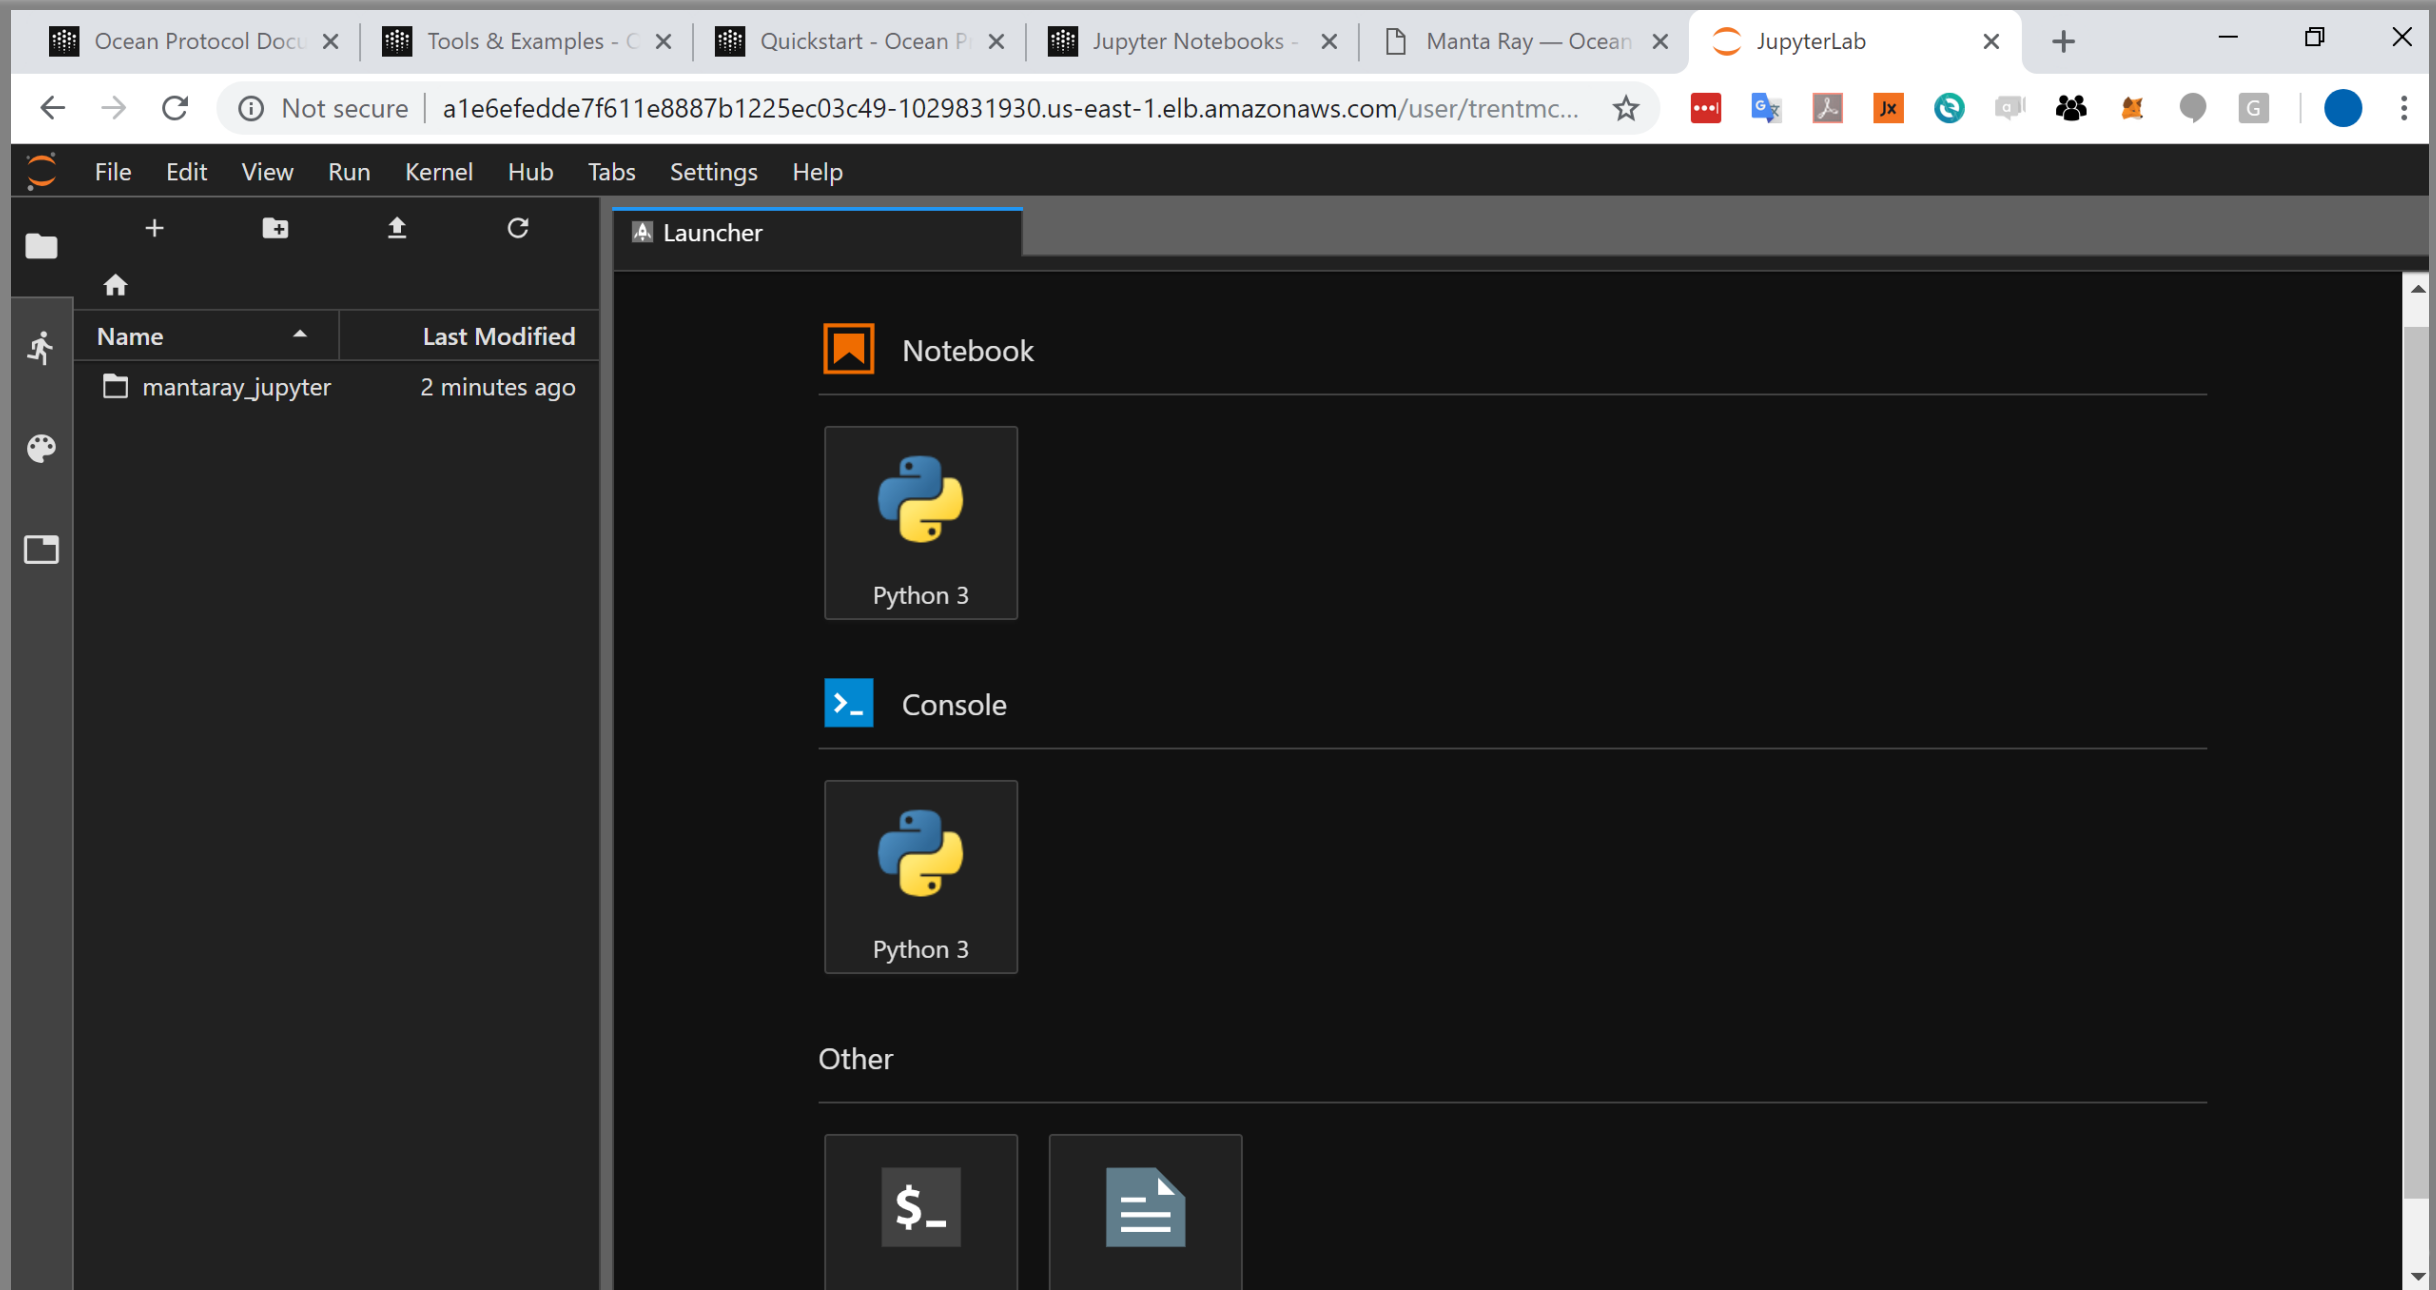 Ocean Protocol Docu
Tools & Examples - C
Quickstart - Ocean P
Jupyter Notebooks -
Manta Ray — Ocean
JupyterLab
Not secure
a1e6efedde7f611e8887b1225ec03c49-1029831930.us-east-1.elb.amazonaws.com/user/trentmc...
Jx
G
File Edit View Run Kernel Hub Tabs Settings Help
Launcher
Name Last Modified
mantaray_jupyter 2 minutes ago
Notebook
Python 3
>_ Console
Python 3
Other
$_